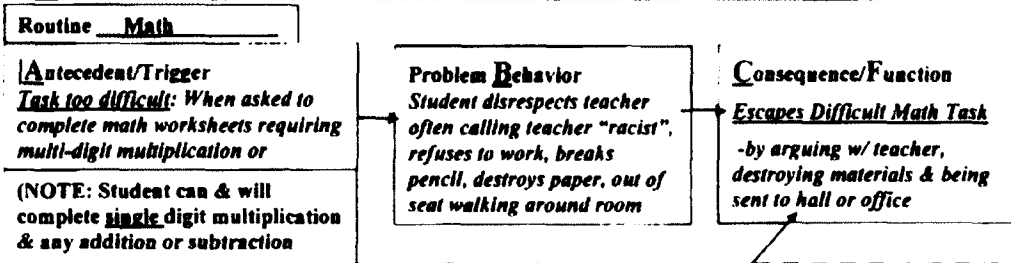 Routine Math
Antecedent/Trigger
Task too difficult: When asked to
complete math worksheets requiring
multi-digit multiplication or
(NOTE: Student can & will
complete single digit multiplication
& any addition or subtraction
Problem Behavior
Student disrespects teacher
often calling teacher "racist",
refuses to work, breaks
pencil, destroys paper, out of
seat walking around room
Consequence/Function
Escapes Difficult Math Task
-by arguing w/ teacher,
destroying materials & being
sent to hall or office